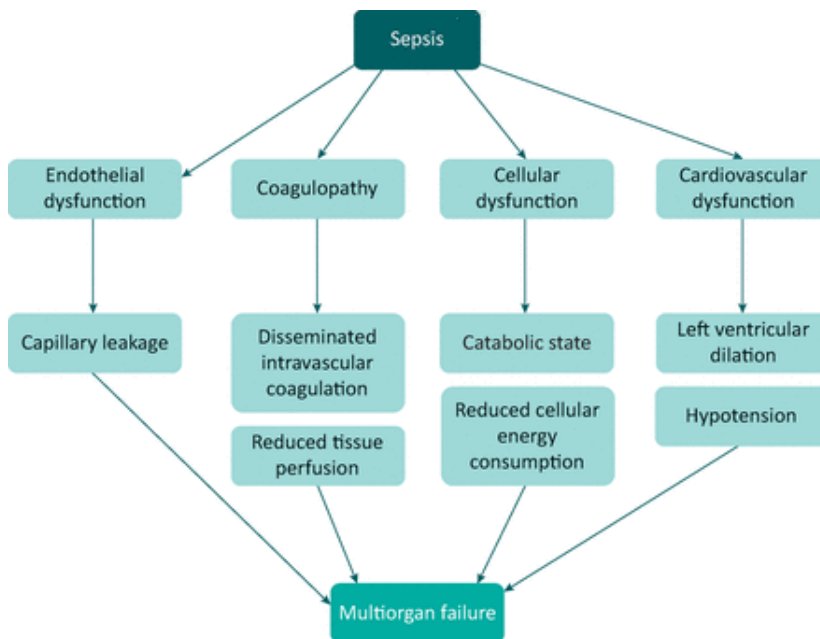 Sepsis
Endothelial
dysfunction
Coagulopathy
Cellular
dysfunction
Cardiovascular
dysfunction
Capillary leakage
Disseminated
intravascular
coagulation
Catabolic state
Left ventricular
dilation
Reduced tissue
perfusion
Reduced cellular
energy
consumption
Hypotension
Multiorgan failure